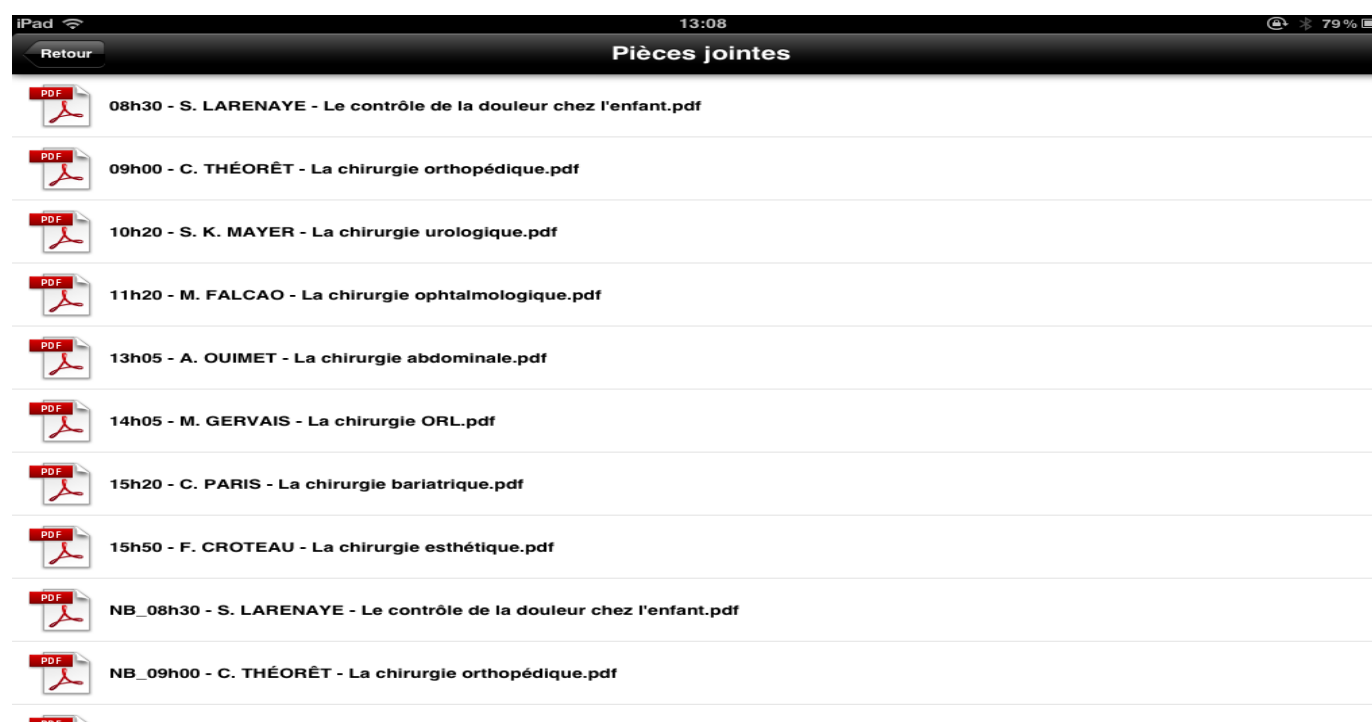 iPad 13:08 79%
Retour Pièces jointes
PDF 08h30 - S. LARENAYE - Le contrôle de la douleur chez l'enfant.pdf
PDF 09h00 - C. THÉORÊT - La chirurgie orthopédique.pdf
PDF 10h20 - S. K. MAYER - La chirurgie urologique.pdf
PDF 11h20 - M. FALCAO - La chirurgie ophtalmologique.pdf
PDF 13h05 - A. OUIMET - La chirurgie abdominale.pdf
PDF 14h05 - M. GERVAIS - La chirurgie ORL.pdf
PDF 15h20 - C. PARIS - La chirurgie bariatrique.pdf
PDF 15h50 - F. CROTEAU - La chirurgie esthétique.pdf
PDF NB_08h30 - S. LARENAYE - Le contrôle de la douleur chez l'enfant.pdf
PDF NB_09h00 - C. THÉORÊT - La chirurgie orthopédique.pdf
PDF